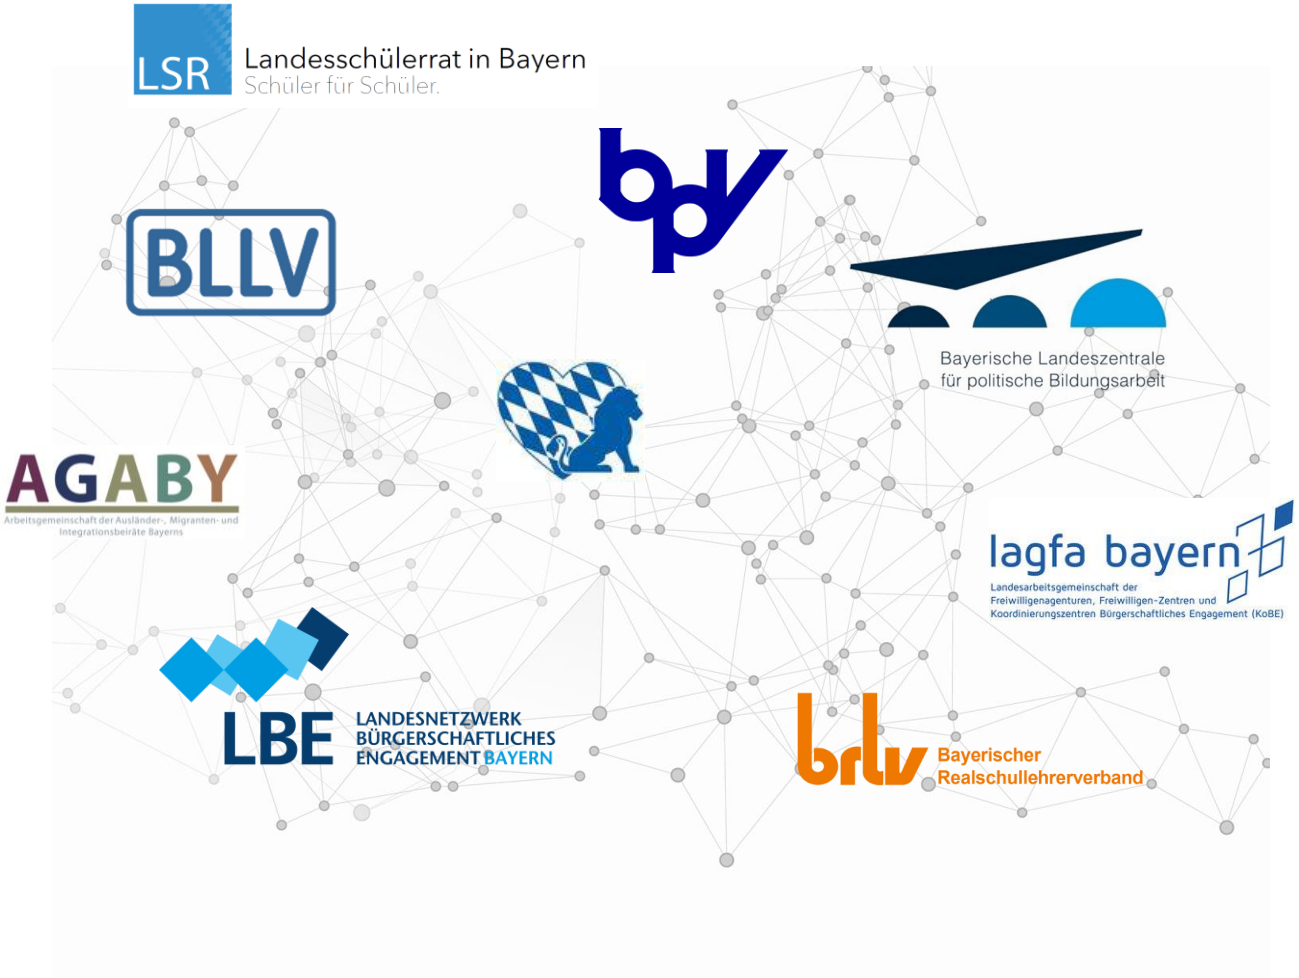 LSR
Landesschülerrat in Bayern
Schüler für Schüler.
bpv
BLLV
Bayerische Landeszentrale
für politische Bildungsarbeit
AGABY
Arbeitsgemeinschaft der Ausländer-, Migranten- und
Integrationsbeiräte Bayerns
lagfa bayern
Landesarbeitsgemeinschaft der
Freiwilligenagenturen, Freiwilligen-Zentren und
Koordinierungszentren Bürgerschaftliches Engagement (KoBE)
LBE
LANDESNETZWERK
BÜRGERSCHAFTLICHES
ENGAGEMENT BAYERN
brlv
Bayerischer
Realschullehrerverband